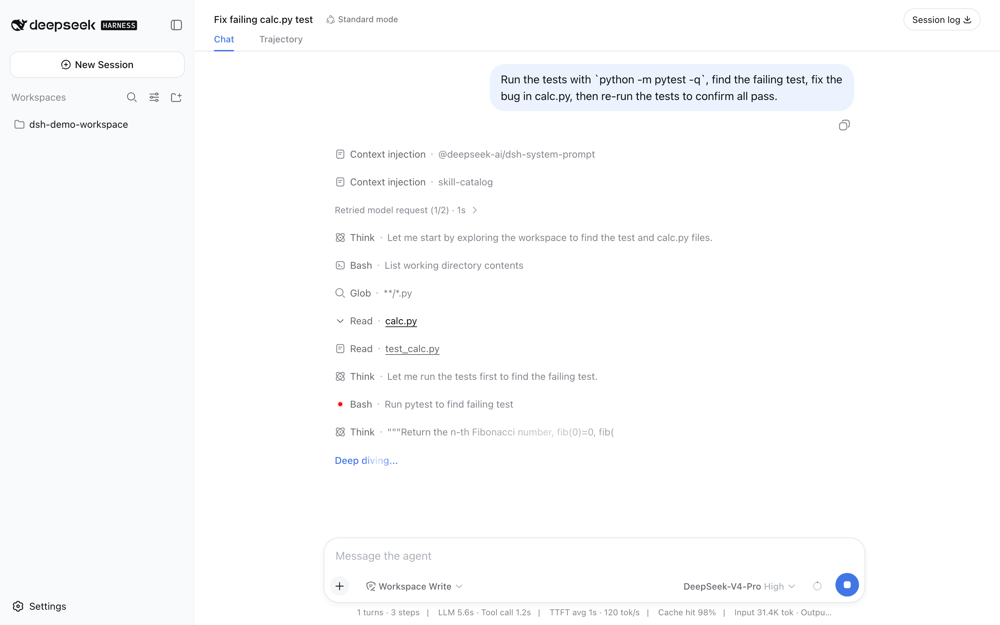 deepseek HARNESS
New Session
Workspaces
dsh-demo-workspace
Settings
Fix failing calc.py test
Standard mode
Session log
Chat
Trajectory
Run the tests with `python -m pytest -q`, find the failing test, fix the
bug in calc.py, then re-run the tests to confirm all pass.
Context injection · @deepseek-ai/dsh-system-prompt
Context injection · skill-catalog
Retried model request (1/2) · 1s
Think · Let me start by exploring the workspace to find the test and calc.py files.
Bash · List working directory contents
Glob · **/*.py
Read · calc.py
Read · test_calc.py
Think · Let me run the tests first to find the failing test.
Bash · Run pytest to find failing test
Think · """Return the n-th Fibonacci number, fib(0)=0, fib(
Deep diving...
Message the agent
Workspace Write
DeepSeek-V4-Pro High
1 turns · 3 steps | LLM 5.6s · Tool call 1.2s | TTFT avg 1s · 120 tok/s | Cache hit 98% | Input 31.4K tok · Outpu...